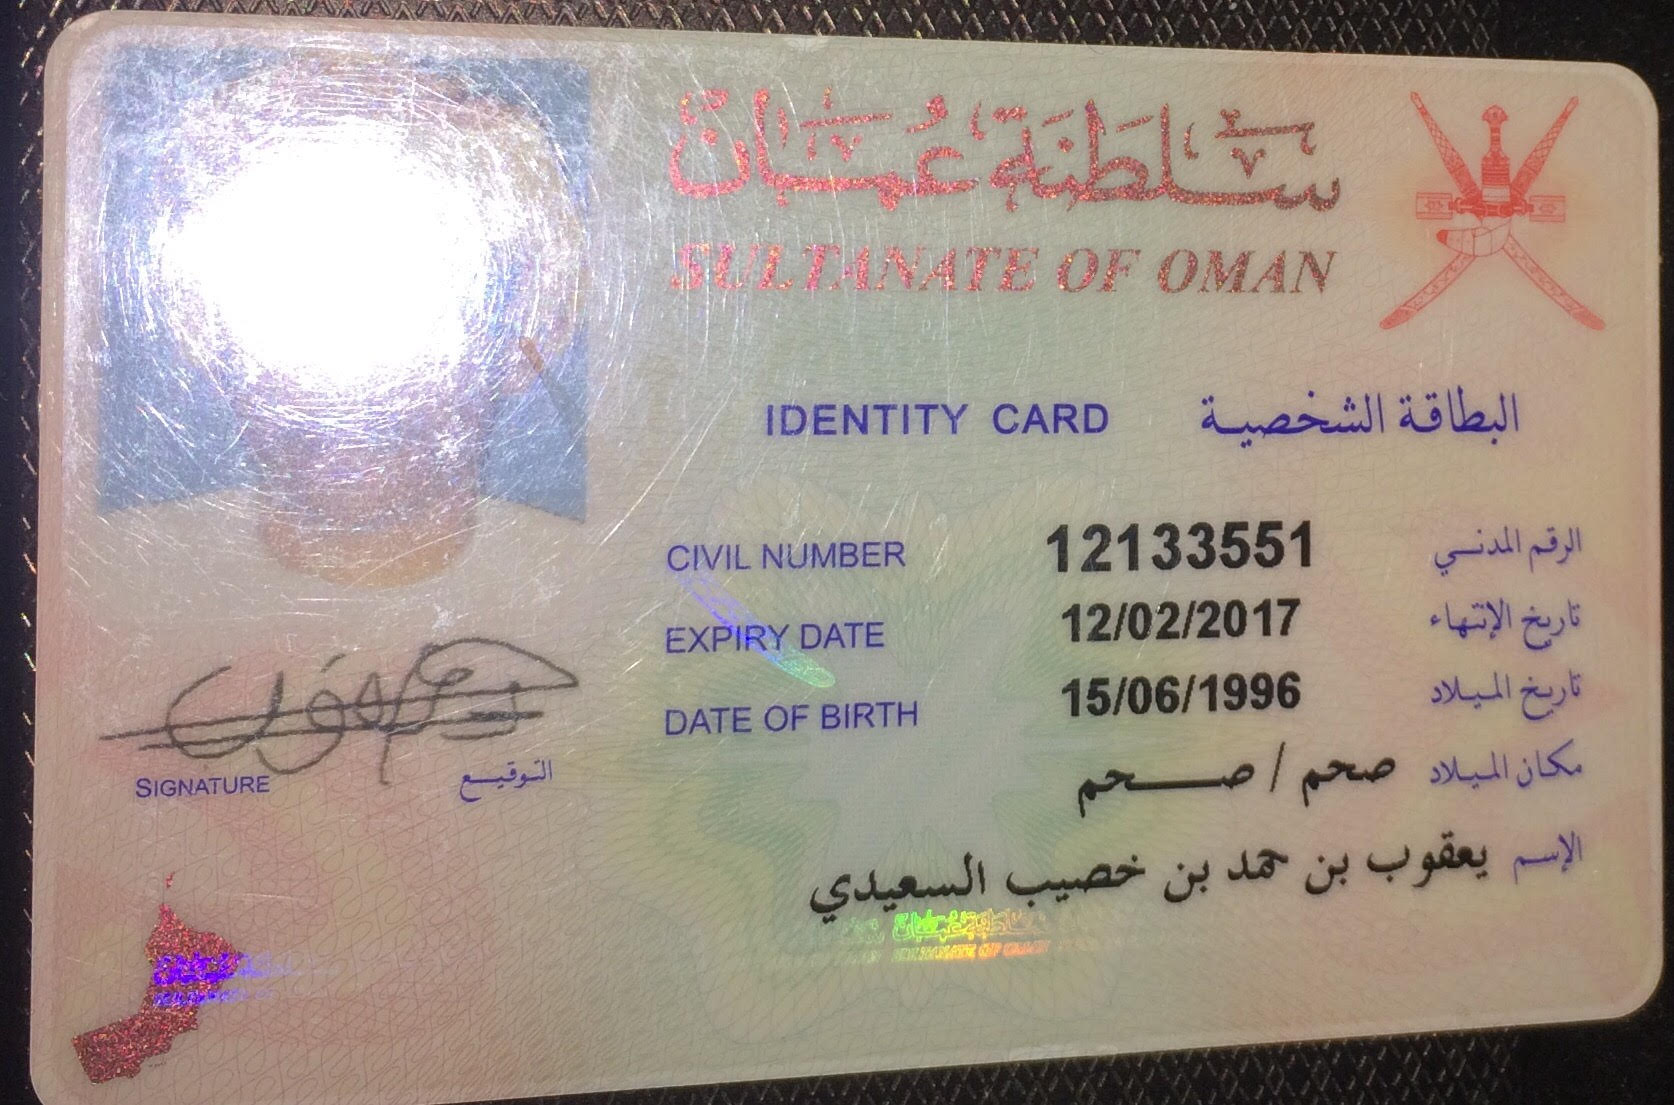 سلطنة عُمان
SULTANATE OF OMAN
IDENTITY CARD البطاقة الشخصية
CIVIL NUMBER 12133551 الرقم المدني
EXPIRY DATE 12/02/2017 تاريخ الإنتهاء
DATE OF BIRTH 15/06/1996 تاريخ الميلاد
مكان الميلاد صحم / صحم
الإسم يعقوب بن حمد بن خصيب السعيدي
SIGNATURE التوقيع
سلطنة عمان
SULTANATE OF OMAN